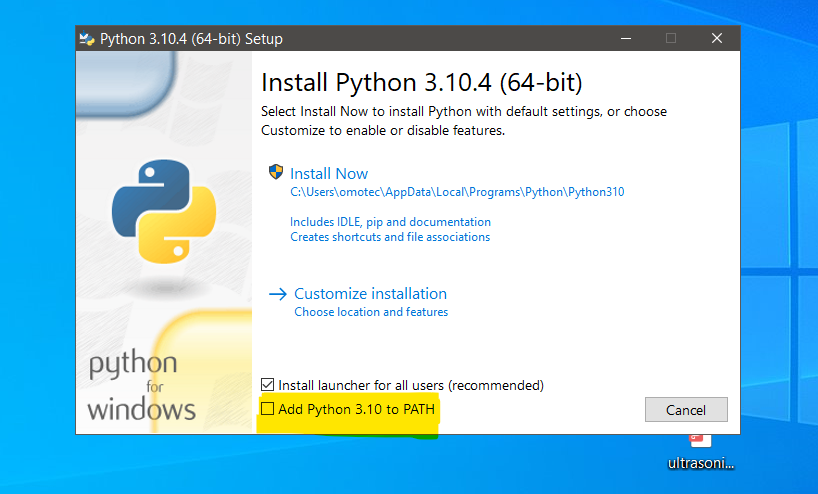 Python 3.10.4 (64-bit) Setup
Install Python 3.10.4 (64-bit)
Select Install Now to install Python with default settings, or choose
Customize to enable or disable features.
Install Now
C:\Users\omotec\AppData\Local\Programs\Python\Python310
Includes IDLE, pip and documentation
Creates shortcuts and file associations
Customize installation
Choose location and features
python
for
windows
Install launcher for all users (recommended)
Add Python 3.10 to PATH
Cancel
ultrasoni...